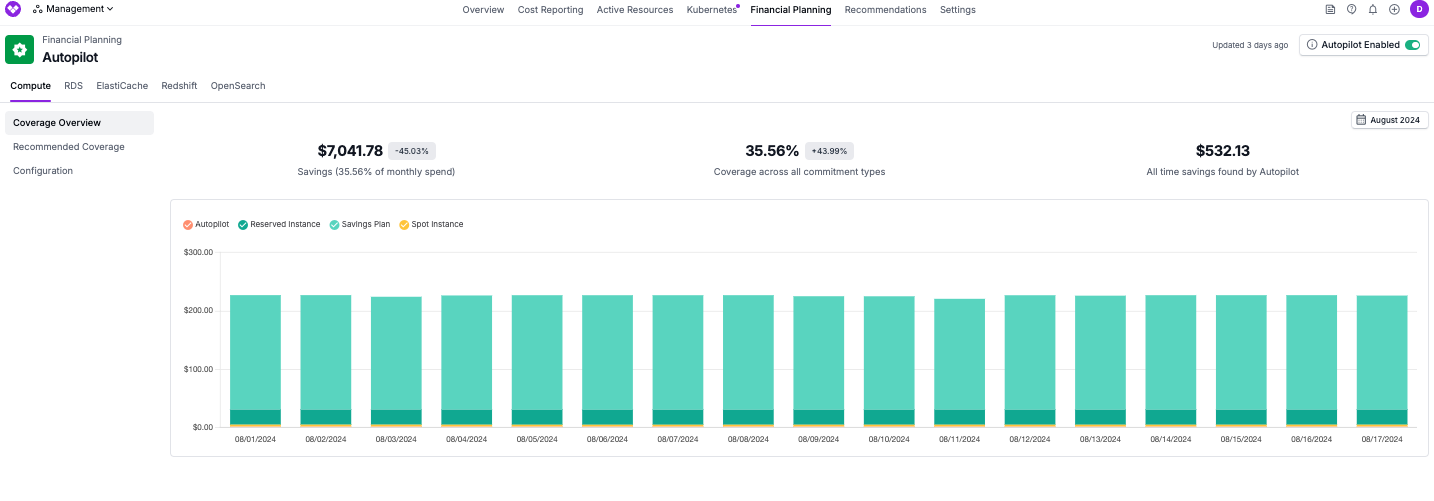 Management
Overview Cost Reporting Active Resources Kubernetes Financial Planning Recommendations Settings
D
Financial Planning
Autopilot
Updated 3 days ago
Autopilot Enabled
Compute RDS ElastiCache Redshift OpenSearch
Coverage Overview
Recommended Coverage
Configuration
August 2024
$7,041.78 -45.03%
Savings (35.56% of monthly spend)
35.56% +43.99%
Coverage across all commitment types
$532.13
All time savings found by Autopilot
Autopilot Reserved Instance Savings Plan Spot Instance
$300.00
$200.00
$100.00
$0.00
08/01/2024 08/02/2024 08/03/2024 08/04/2024 08/05/2024 08/06/2024 08/07/2024 08/08/2024 08/09/2024 08/10/2024 08/11/2024 08/12/2024 08/13/2024 08/14/2024 08/15/2024 08/16/2024 08/17/2024